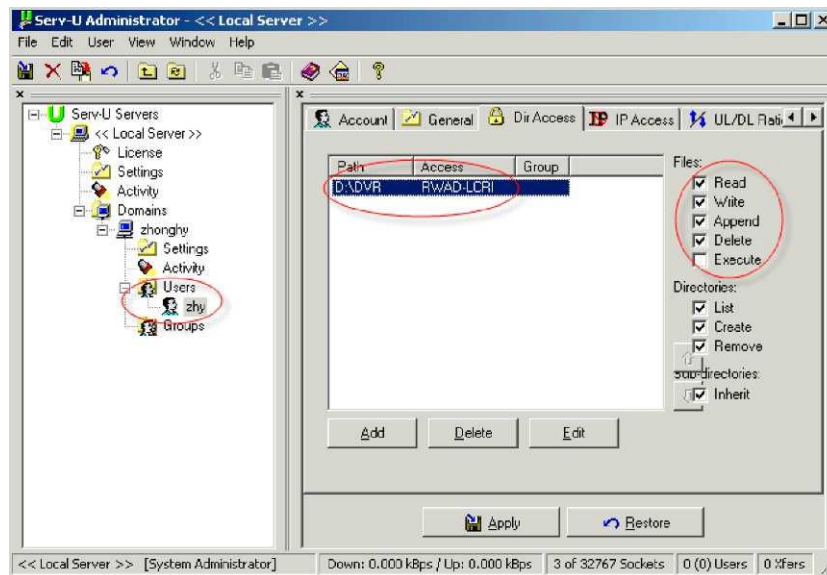 Serv-U Administrator - << Local Server >>
File Edit User View Window Help
Serv-U Servers
<< Local Server >>
License
Settings
Activity
Domains
zhonghy
Settings
Activity
Users
zhy
Groups
Account General Dir Access IP Access UL/DL Rati
Path Access Group
D:\DVR RWAD-LCRI
Files:
Read
Write
Append
Delete
Execute
Directories:
List
Create
Remove
Sub-directories:
Inherit
Add Delete Edit
Apply Restore
<< Local Server >> [System Administrator] Down: 0.000 kBps / Up: 0.000 kBps 3 of 32767 Sockets 0 (0) Users 0 Xfers